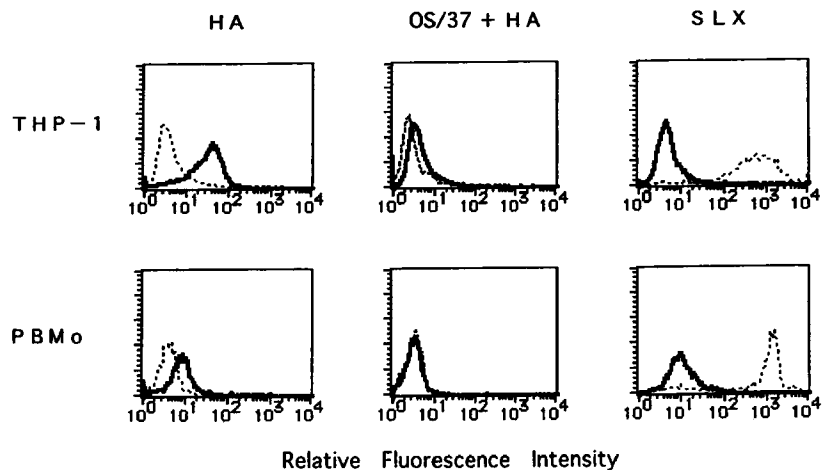 HA OS/37 + HA SLX
THP-1
10^0 10^1 10^2 10^3 10^4 10^0 10^1 10^2 10^3 10^4 10^0 10^1 10^2 10^3 10^4
PBMo
10^0 10^1 10^2 10^3 10^4 10^0 10^1 10^2 10^3 10^4 10^0 10^1 10^2 10^3 10^4
Relative Fluorescence Intensity